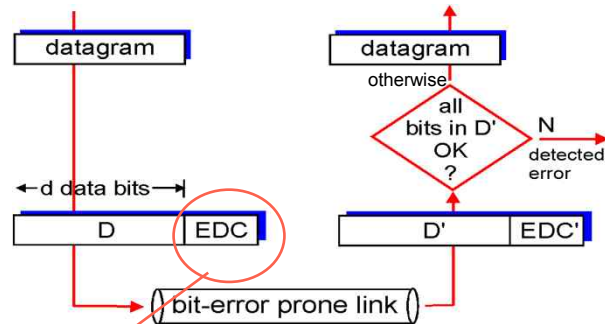 datagram
d data bits
D
EDC
bit-error prone link
datagram
otherwise
all
bits in D'
OK
?
N
detected
error
D'
EDC'